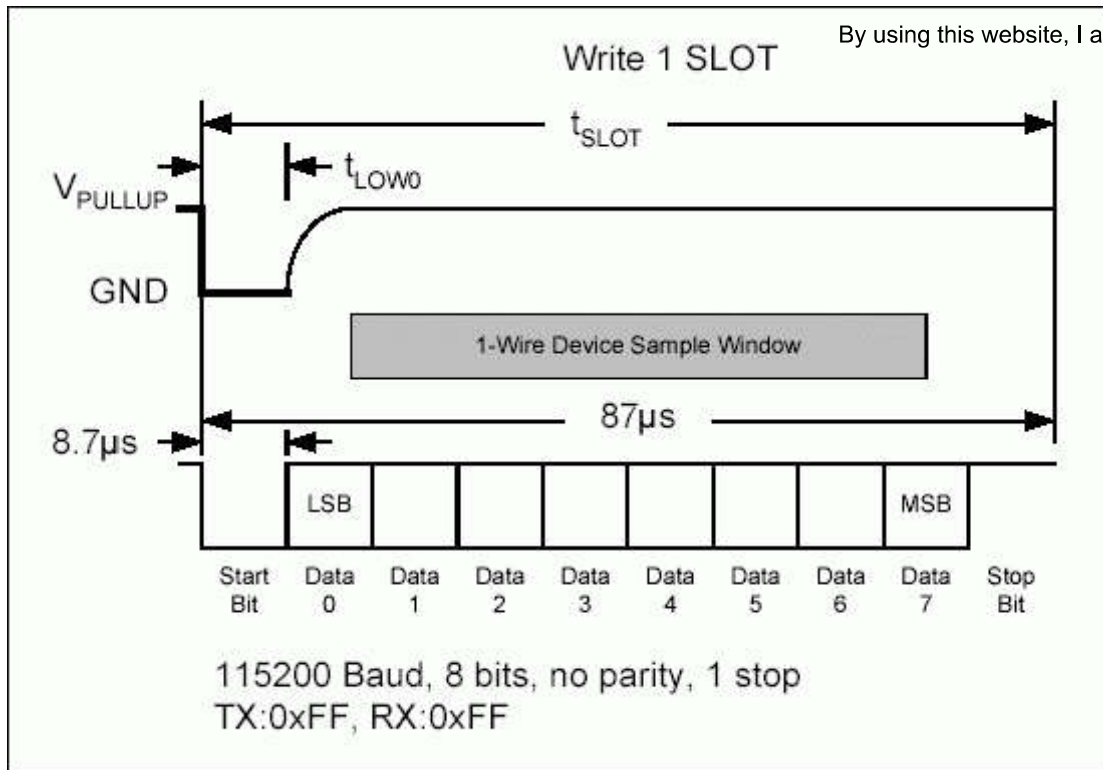 By using this website, I a
Write 1 SLOT
tSLOT
tLOW0
VPULLUP
GND
1-Wire Device Sample Window
87µs
8.7µs
LSB
MSB
Start Bit
Data 0
Data 1
Data 2
Data 3
Data 4
Data 5
Data 6
Data 7
Stop Bit
115200 Baud, 8 bits, no parity, 1 stop
TX:0xFF, RX:0xFF